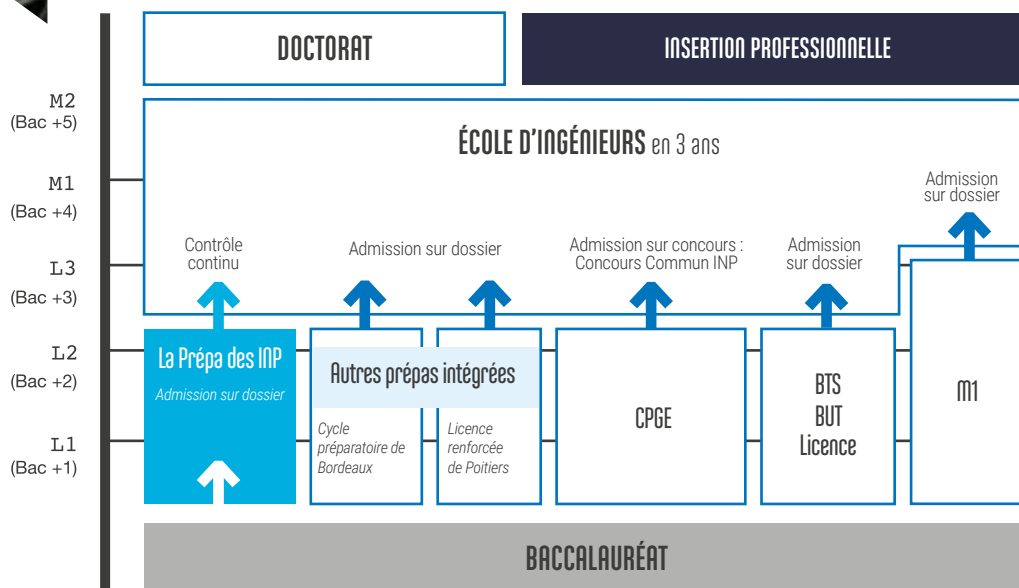 DOCTORAT
INSERTION PROFESSIONNELLE
M2
(Bac +5)
ÉCOLE D'INGÉNIEURS en 3 ans
M1
(Bac +4)
Admission
sur dossier
Contrôle
continu
Admission sur dossier
Admission sur concours :
Concours Commun INP
Admission
sur dossier
L3
(Bac +3)
L2
(Bac +2)
La Prépa des INP
Admission sur dossier
Autres prépas intégrées
Cycle
préparatoire de
Bordeaux
Licence
renforcée
de Poitiers
CPGE
BTS
BUT
Licence
M1
L1
(Bac +1)
BACCALAURÉAT